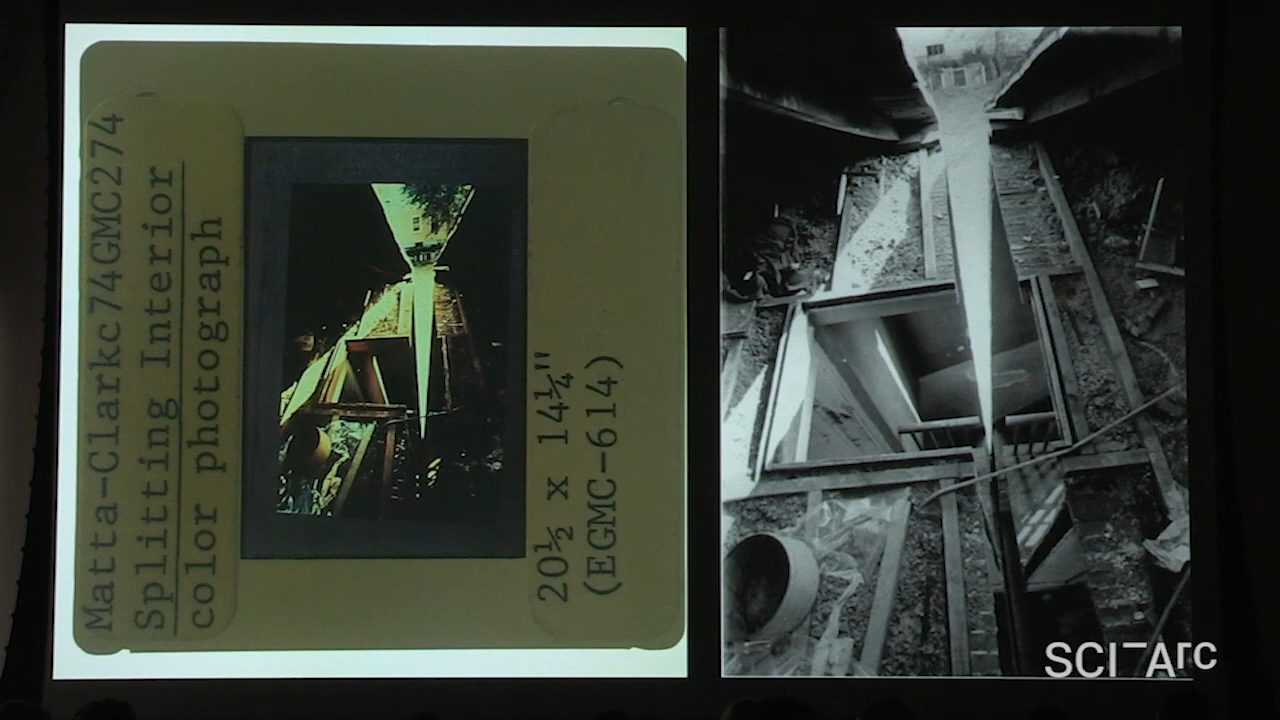 Matta-Clarkc74GMC274
Splitting Interior
color photograph
20½ x 14¼"
(EGMC-614)
SCI-Arc